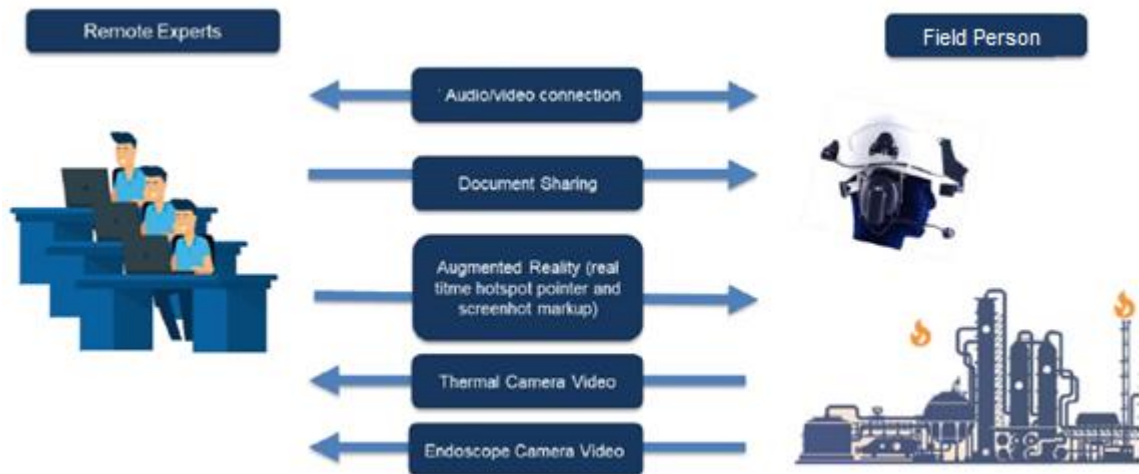 Remote Experts
Field Person
' Audio/video connection
Document Sharing
Augmented Reality (real
titme hotspot pointer and
screenhot markup)
Thermal Camera Video
Endoscope Camera Video